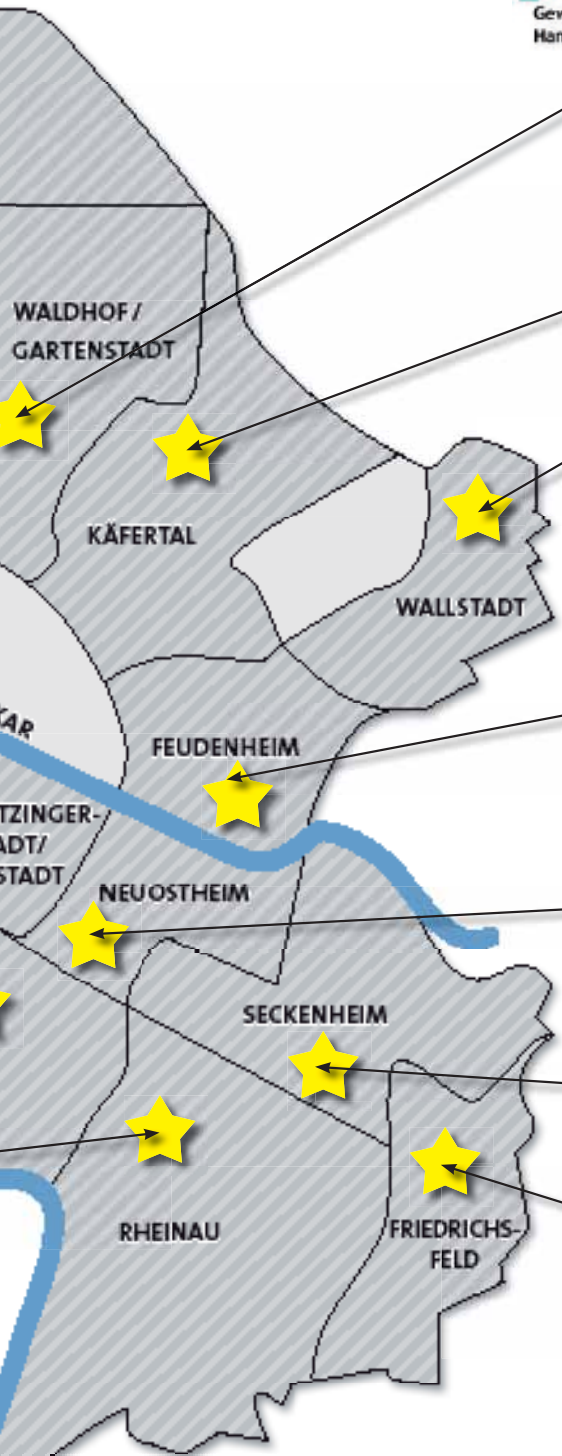 WALDHOF/
GARTENSTADT
KÄFERTAL
WALLSTADT
FEUDENHEIM
NEUOSTHEIM
SECKENHEIM
RHEINAU
FRIEDRICHS-
FELD